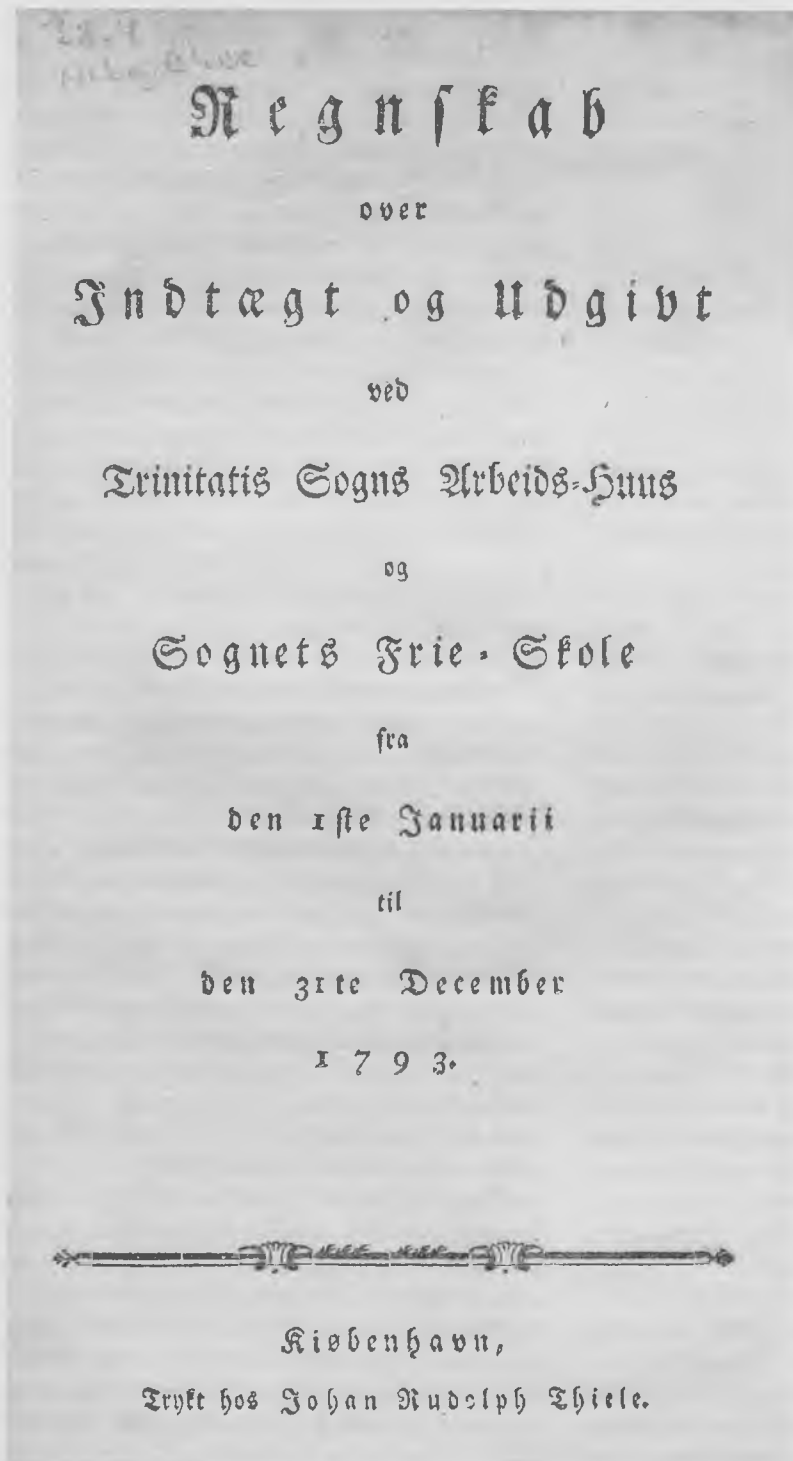 Regnskab
over
Indtægt og Udgivt
ved
Trinitatis Sogns Arbeids-Huus
og
Sognets Frie-Skole
fra
den 1ste Januarii
til
den 31te December
1793.
Kiøbenhavn,
Trykt hos Johan Rudolph Thiele.